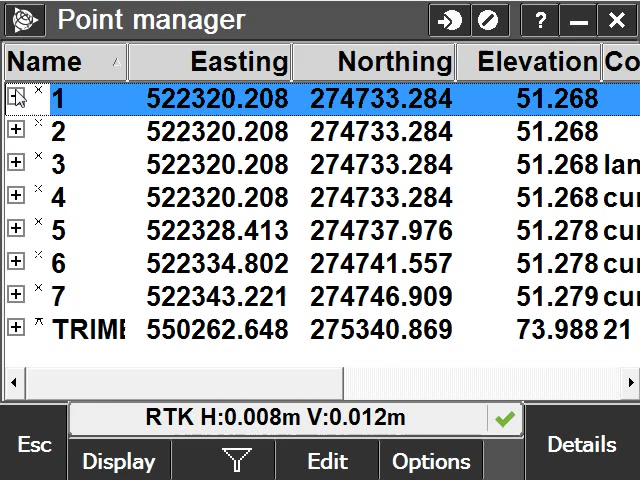 Point manager ?
Name Easting Northing Elevation Co
1 522320.208 274733.284 51.268
2 522320.208 274733.284 51.268
3 522320.208 274733.284 51.268 lan
4 522320.208 274733.284 51.268 cur
5 522328.413 274737.976 51.278 cur
6 522334.802 274741.557 51.278 cur
7 522343.221 274746.909 51.279 cur
TRIME 550262.648 275340.869 73.988 21
RTK H:0.008m V:0.012m
Esc Display Edit Options Details